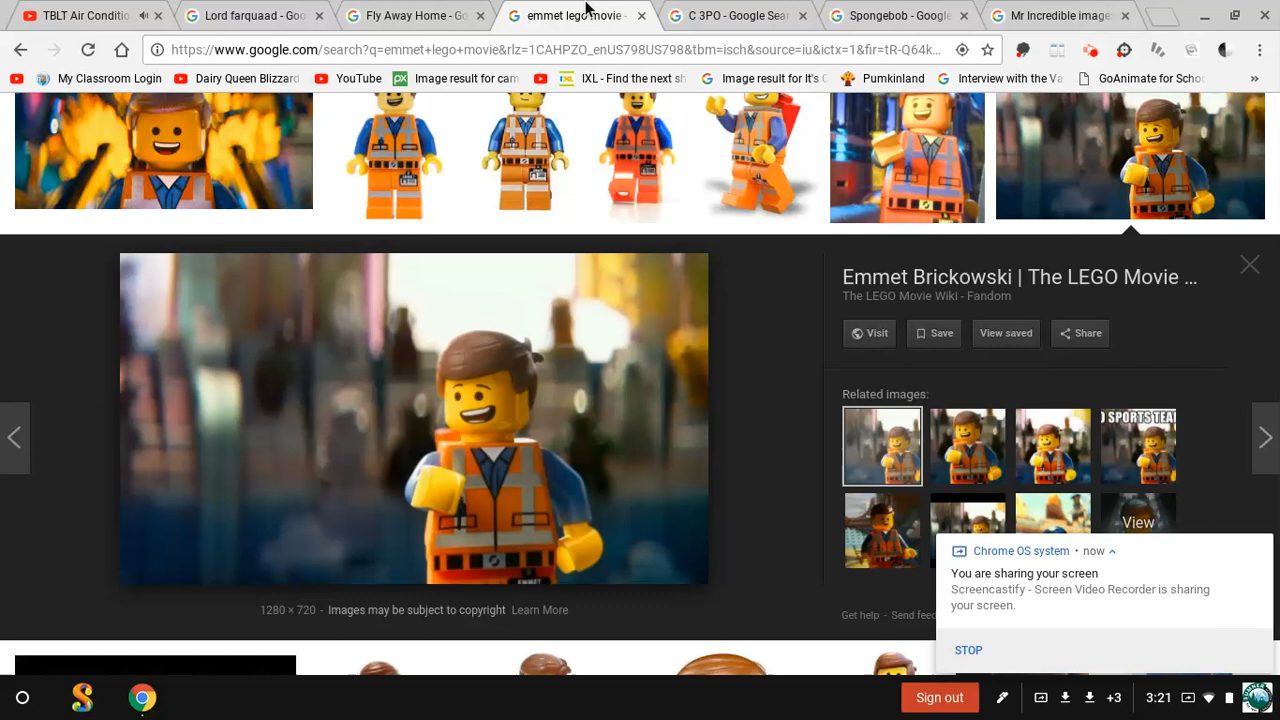 TBLT Air Conditio
Lord farquaad - Go
Fly Away Home - Go
emmet lego movie -
C 3PO - Google Sea
Spongebob - Google
Mr Incredible image
https://www.google.com/search?q=emmet+lego+movie&rlz=1CAHPZO_enUS798US798&tbm=isch&source=iu&ictx=1&fir=tR-Q64k...
My Classroom Login
Dairy Queen Blizzard
YouTube
Image result for cam
IXL - Find the next sh
Image result for It's C
Pumkinland
Interview with the Va
GoAnimate for Schoo
»
Emmet Brickowski | The LEGO Movie ...
The LEGO Movie Wiki - Fandom
Visit
Save
View saved
Share
Related images:
O SPORTS TEA
View
1280 × 720 - Images may be subject to copyright Learn More
Get help - Send feed
EMMET
Chrome OS system • now
You are sharing your screen
Screencastify - Screen Video Recorder is sharing
your screen.
STOP
Sign out
+3
3:21